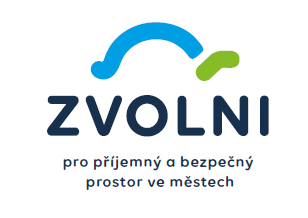 ZVOLNI
pro příjemný a bezpečný
prostor ve městech